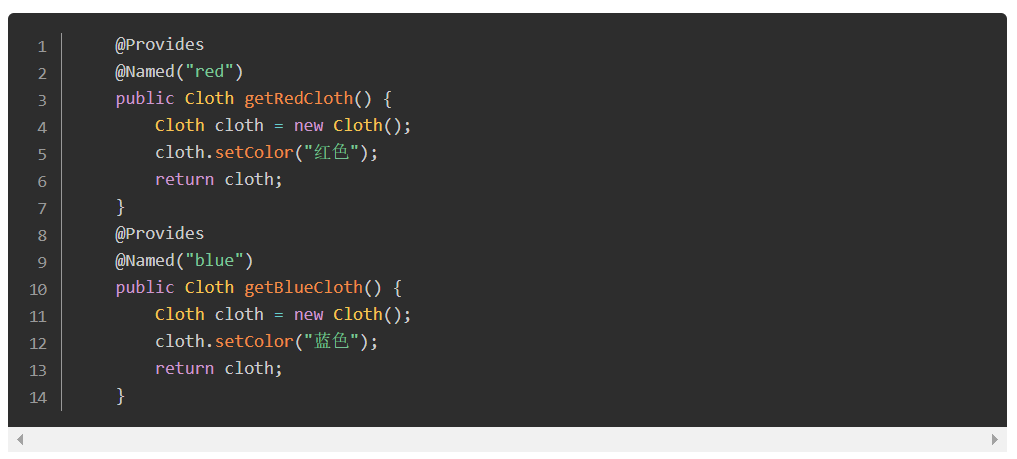 1 @Provides
2 @Named("red")
3 public Cloth getRedCloth() {
4 Cloth cloth = new Cloth();
5 cloth.setColor("红色");
6 return cloth;
7 }
8 @Provides
9 @Named("blue")
10 public Cloth getBlueCloth() {
11 Cloth cloth = new Cloth();
12 cloth.setColor("蓝色");
13 return cloth;
14 }